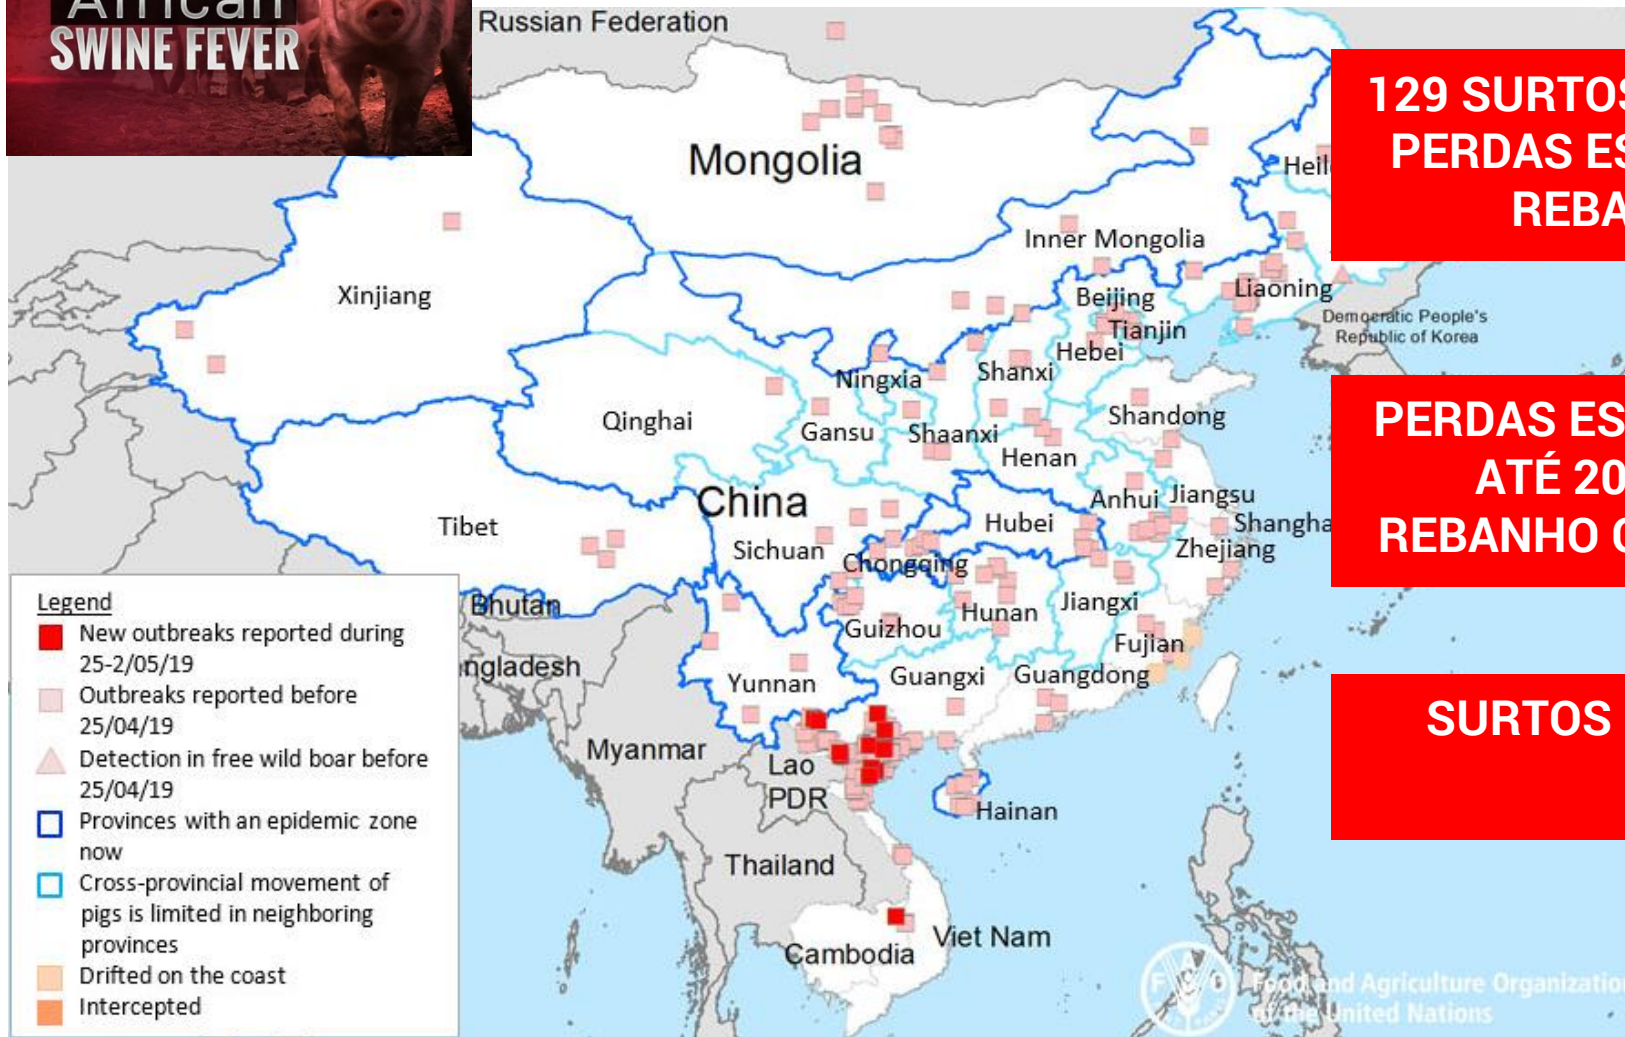 African
SWINE FEVER
Russian Federation
129 SURTOS
PERDAS ES
REBA
Mongolia
Heil
Inner Mongolia
Xinjiang
Beijing
Liaoning
Tianjin
Democratic People's
Republic of Korea
Hebei
Ningxia
Shanxi
Qinghai
Gansu
Shaanxi
Shandong
Henan
PERDAS ES
ATÉ 20
REBANHO
China
Anhui
Jiangsu
Tibet
Hubei
Shangha
Sichuan
Zhejiang
Chongqing
Bhutan
Hunan
Jiangxi
Guizhou
Fujian
ngladesh
Yunnan
Guangxi
Guangdong
SURTOS
Myanmar
Lao
PDR
Hainan
Thailand
Viet Nam
Cambodia
Legend
New outbreaks reported during
25-2/05/19
Outbreaks reported before
25/04/19
Detection in free wild boar before
25/04/19
Provinces with an epidemic zone
now
Cross-provincial movement of
pigs is limited in neighboring
provinces
Drifted on the coast
Intercepted
FAO
Food and Agriculture Organization
of the United Nations